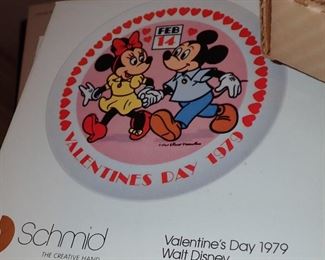 FEB
14
VALENTINES DAY 1979
Schmid
THE CREATIVE HAND
Valentine's Day 1979
Walt Disney